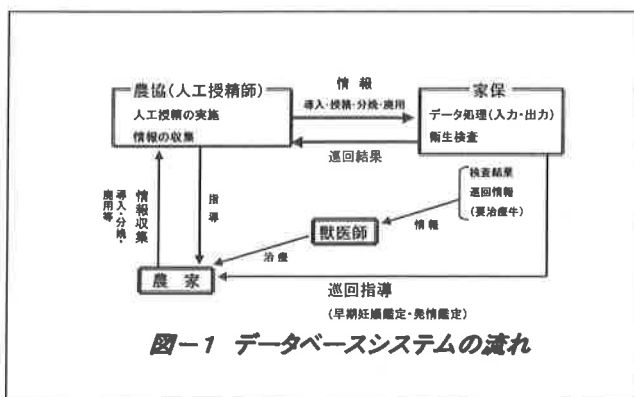 農協(人工授精師)
人工授精の実施
情報の収集
情報
導入・授精・分娩・廃用
巡回結果
家保
データ処理(入力・出力)
衛生検査
検査結果
巡回情報
(要治療牛)
情報
獣医師
治療
指導
情報収集
導入・分娩・
廃用等
農家
巡回指導
(早期妊娠鑑定・発情鑑定)
図-1 データベースシステムの流れ